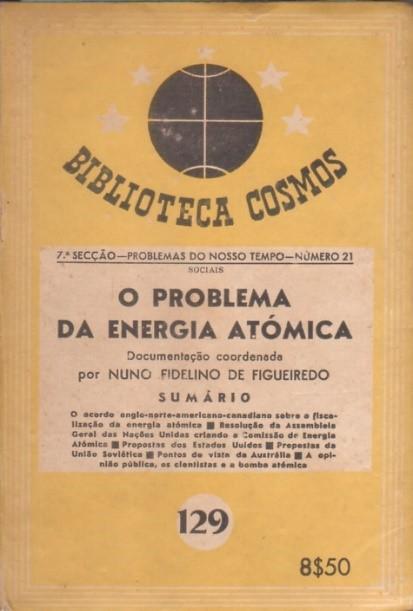 BIBLIOTECA COSMOS
7.ª SECÇÃO—PROBLEMAS DO NOSSO TEMPO—NÚMERO 21
SOCIAIS
O PROBLEMA
DA ENERGIA ATÓMICA
Documentação coordenada
por NUNO FIDELINO DE FIGUEIREDO
SUMÁRIO
O acordo anglo-norte-americano-canadiano sobre a fisca-
lização da energia atómica ■ Resolução da Assembleia
Geral das Nações Unidas criando a Comissão de Energia
Atómica ■ Propostas dos Estados Uuidos ■ Propostas da
União Soviética ■ Pontos de vista da Austrália ■ A opi-
nião pública, os cientistas e a bomba atómica
129
8$50